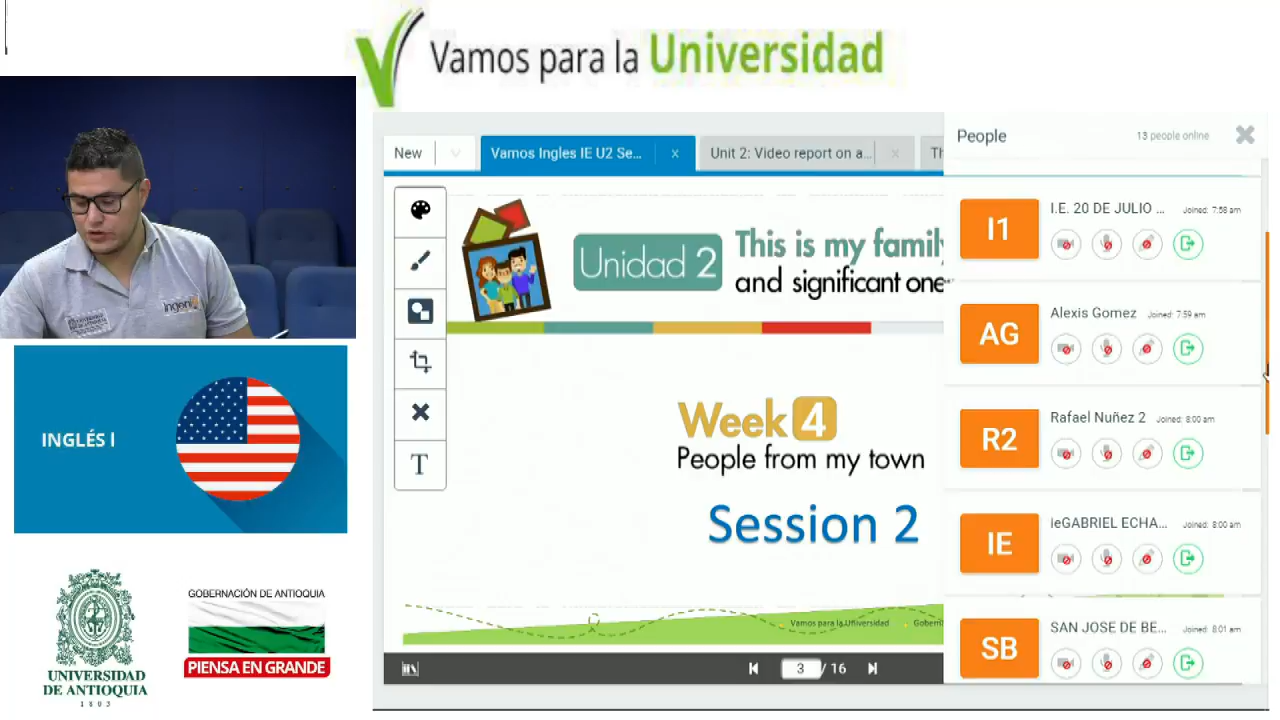 Vamos para la Universidad
New
Vamos Ingles IE U2 Se...
Unit 2: Video report on a...
Th
People
13 people online
Unidad 2
This is my family
and significant one
Week 4
People from my town
Session 2
Vamos para la Universidad
3 / 16
I1
I.E. 20 DE JULIO ...
Joined: 7:58 am
AG
Alexis Gomez
Joined: 7:59 am
R2
Rafael Nuñez 2
Joined: 8:00 am
IE
ieGABRIEL ECHA...
Joined: 8:00 am
SB
SAN JOSE DE BE...
Joined: 8:01 am
T
ingeni@
INGLÉS I
UNIVERSIDAD
DE ANTIOQUIA
1803
GOBERNACIÓN DE ANTIOQUIA
PIENSA EN GRANDE